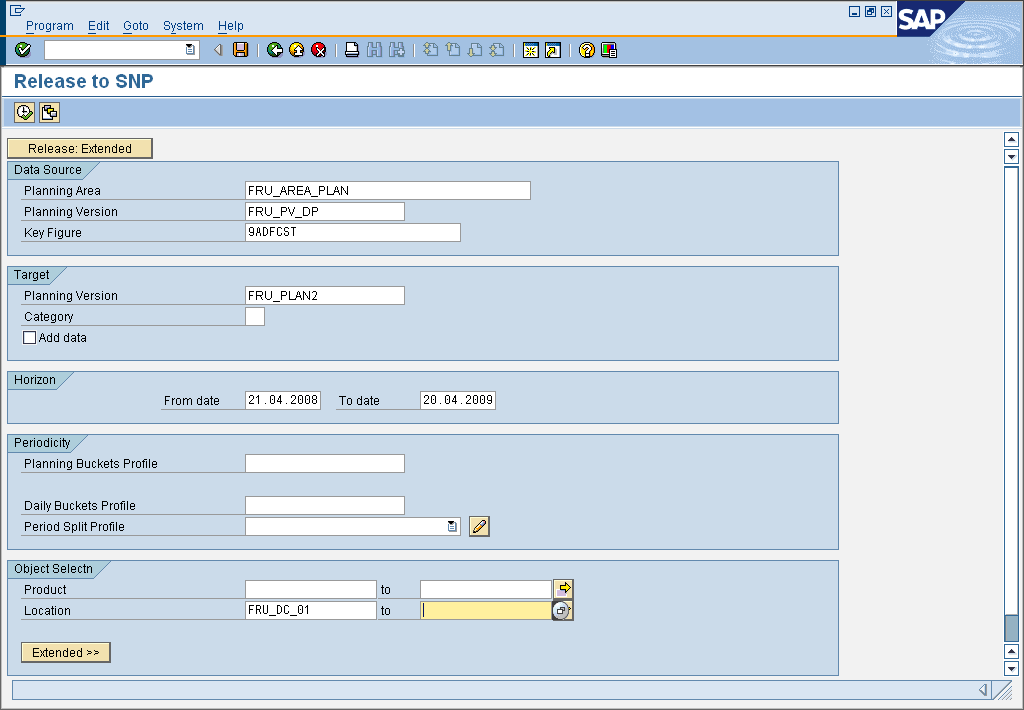 Program Edit Goto System Help
SAP
Release to SNP
Release: Extended
Data Source
Planning Area FRU_AREA_PLAN
Planning Version FRU_PV_DP
Key Figure 9ADFCST
Target
Planning Version FRU_PLAN2
Category
Add data
Horizon
From date 21.04.2008 To date 20.04.2009
Periodicity
Planning Buckets Profile
Daily Buckets Profile
Period Split Profile
Object Selectn
Product to
Location FRU_DC_01 to
Extended >>